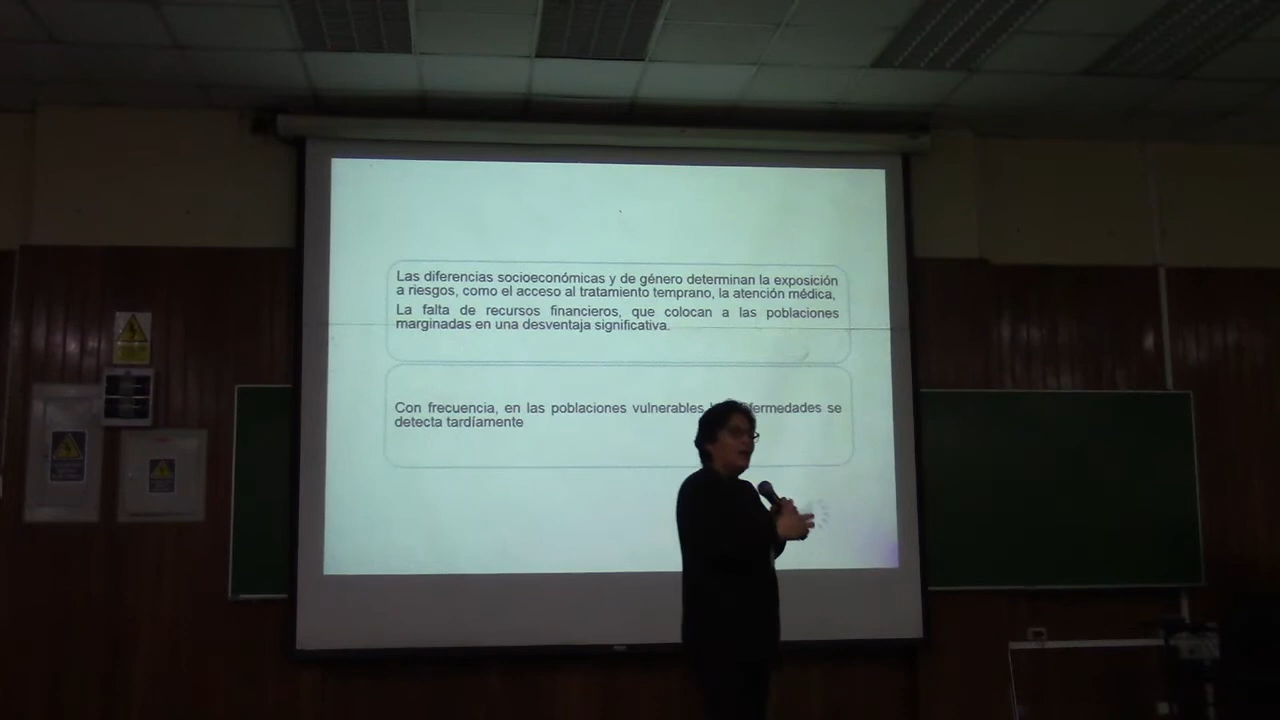 Las diferencias socioeconómicas y de género determinan la exposición
a riesgos, como el acceso al tratamiento temprano, la atención médica,
La falta de recursos financieros, que colocan a las poblaciones
marginadas en una desventaja significativa.
Con frecuencia, en las poblaciones vulnerables se
detecta tardíamente